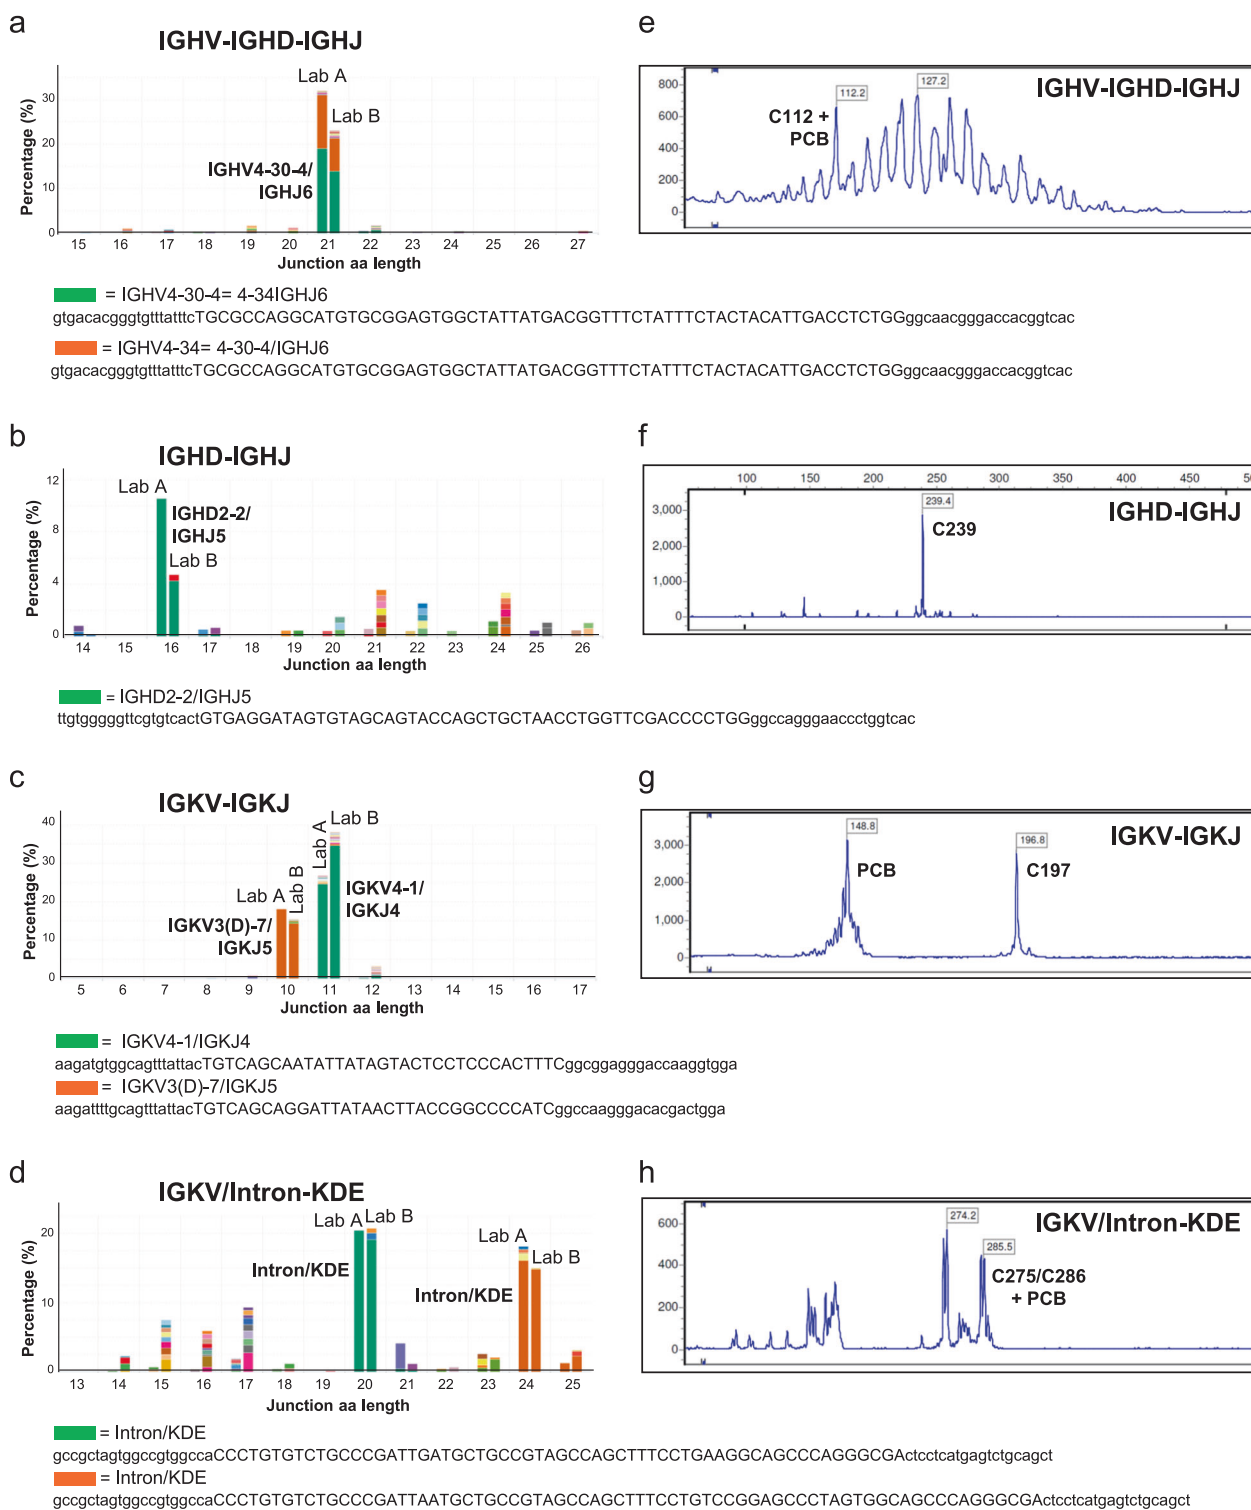 a
IGHV-IGHD-IGHJ
Lab A
Lab B
IGHV4-30-4/
IGHJ6
Percentage (%)
30
20
10
0
15 16 17 18 19 20 21 22 23 24 25 26 27
Junction aa length
= IGHV4-30-4= 4-34IGHJ6
gtgacacgggtgtttatttcTGCGCCAGGCATGTGCGGAGTGGCTATTATGACGGTTTCTATTTCTACTACATTGACCTCTGGggcaacgggaccacggtcac
= IGHV4-34= 4-30-4/IGHJ6
gtgacacgggtgtttatttcTGCGCCAGGCATGTGCGGAGTGGCTATTATGACGGTTTCTATTTCTACTACATTGACCTCTGGggcaacgggaccacggtcac
e
IGHV-IGHD-IGHJ
112.2
127.2
C112 +
PCB
800
600
400
200
0
b
IGHD-IGHJ
Lab A
IGHD2-2/
IGHJ5
Lab B
Percentage (%)
12
8
4
0
14 15 16 17 18 19 20 21 22 23 24 25 26
Junction aa length
= IGHD2-2/IGHJ5
ttgtgggggttcgtgtcactGTGAGGATAGTGTAGCAGTACCAGCTGCTAACCTGGTTCGACCCCTGGggccagggaaccctggtcac
f
100 200 250 300 350 400 450
IGHD-IGHJ
239.4
C239
3,000
2,000
1,000
0
c
IGKV-IGKJ
Lab A
Lab B
Lab A
Lab B
IGKV4-1/
IGKJ4
IGKV3(D)-7/
IGKJ5
Percentage (%)
40
30
20
10
0
5 6 7 8 9 10 11 12 13 14 15 16 17
Junction aa length
= IGKV4-1/IGKJ4
aagatgtggcagtttattacTGTCAGCAATATTATAGTACTCCTCCCACTTTCggcggagggaccaaggtgga
= IGKV3(D)-7/IGKJ5
aagattttgcagtttattacTGTCAGCAGGATTATAACTTACCGGCCCCATCggccaagggacacgactgga
g
IGKV-IGKJ
148.8
196.8
PCB
C197
3,000
2,000
1,000
0
d
IGKV/Intron-KDE
Lab A
Lab B
Intron/KDE
Lab A
Lab B
Intron/KDE
Percentage (%)
20
10
0
13 14 15 16 17 18 19 20 21 22 23 24 25
Junction aa length
= Intron/KDE
gccgctagtggccgtggccaCCCTGTGTCTGCCCGATTGATGCTGCCGTAGCCAGCTTTCCTGAAGGCAGCCCAGGGCGActcctcatgagtctgcagct
= Intron/KDE
gccgctagtggccgtggccaCCCTGTGTCTGCCCGATTAATGCTGCCGTAGCCAGCTTTCCTGTCCGGAGCCCTAGTGGCAGCCCAGGGCGActcctcatgagtctgcagct
h
IGKV/Intron-KDE
274.2
285.5
C275/C286
+ PCB
600
400
200
0